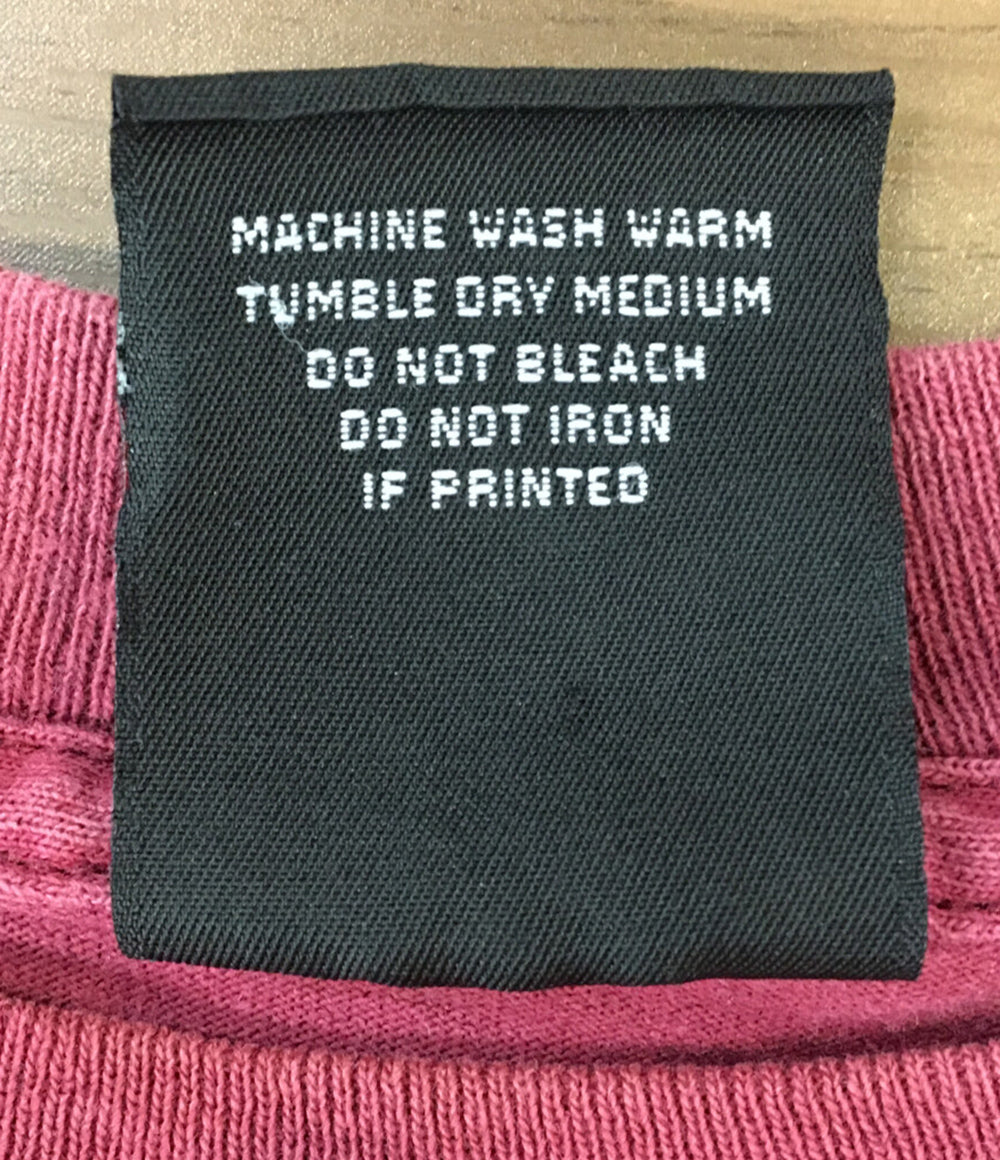 MACHINE WASH WARM
TUMBLE DRY MEDIUM
DO NOT BLEACH
DO NOT IRON
IF PRINTED